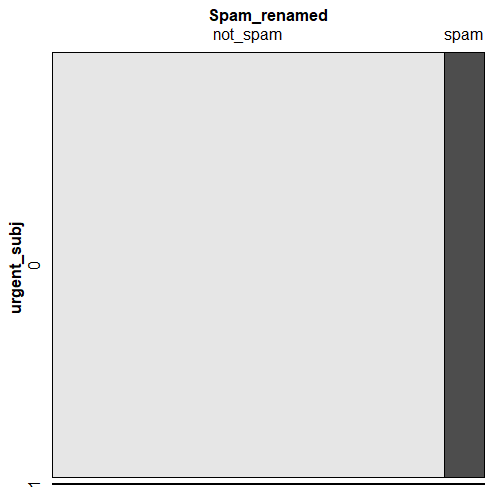 Spam_renamed
not_spam spam
urgent_subj
0
1